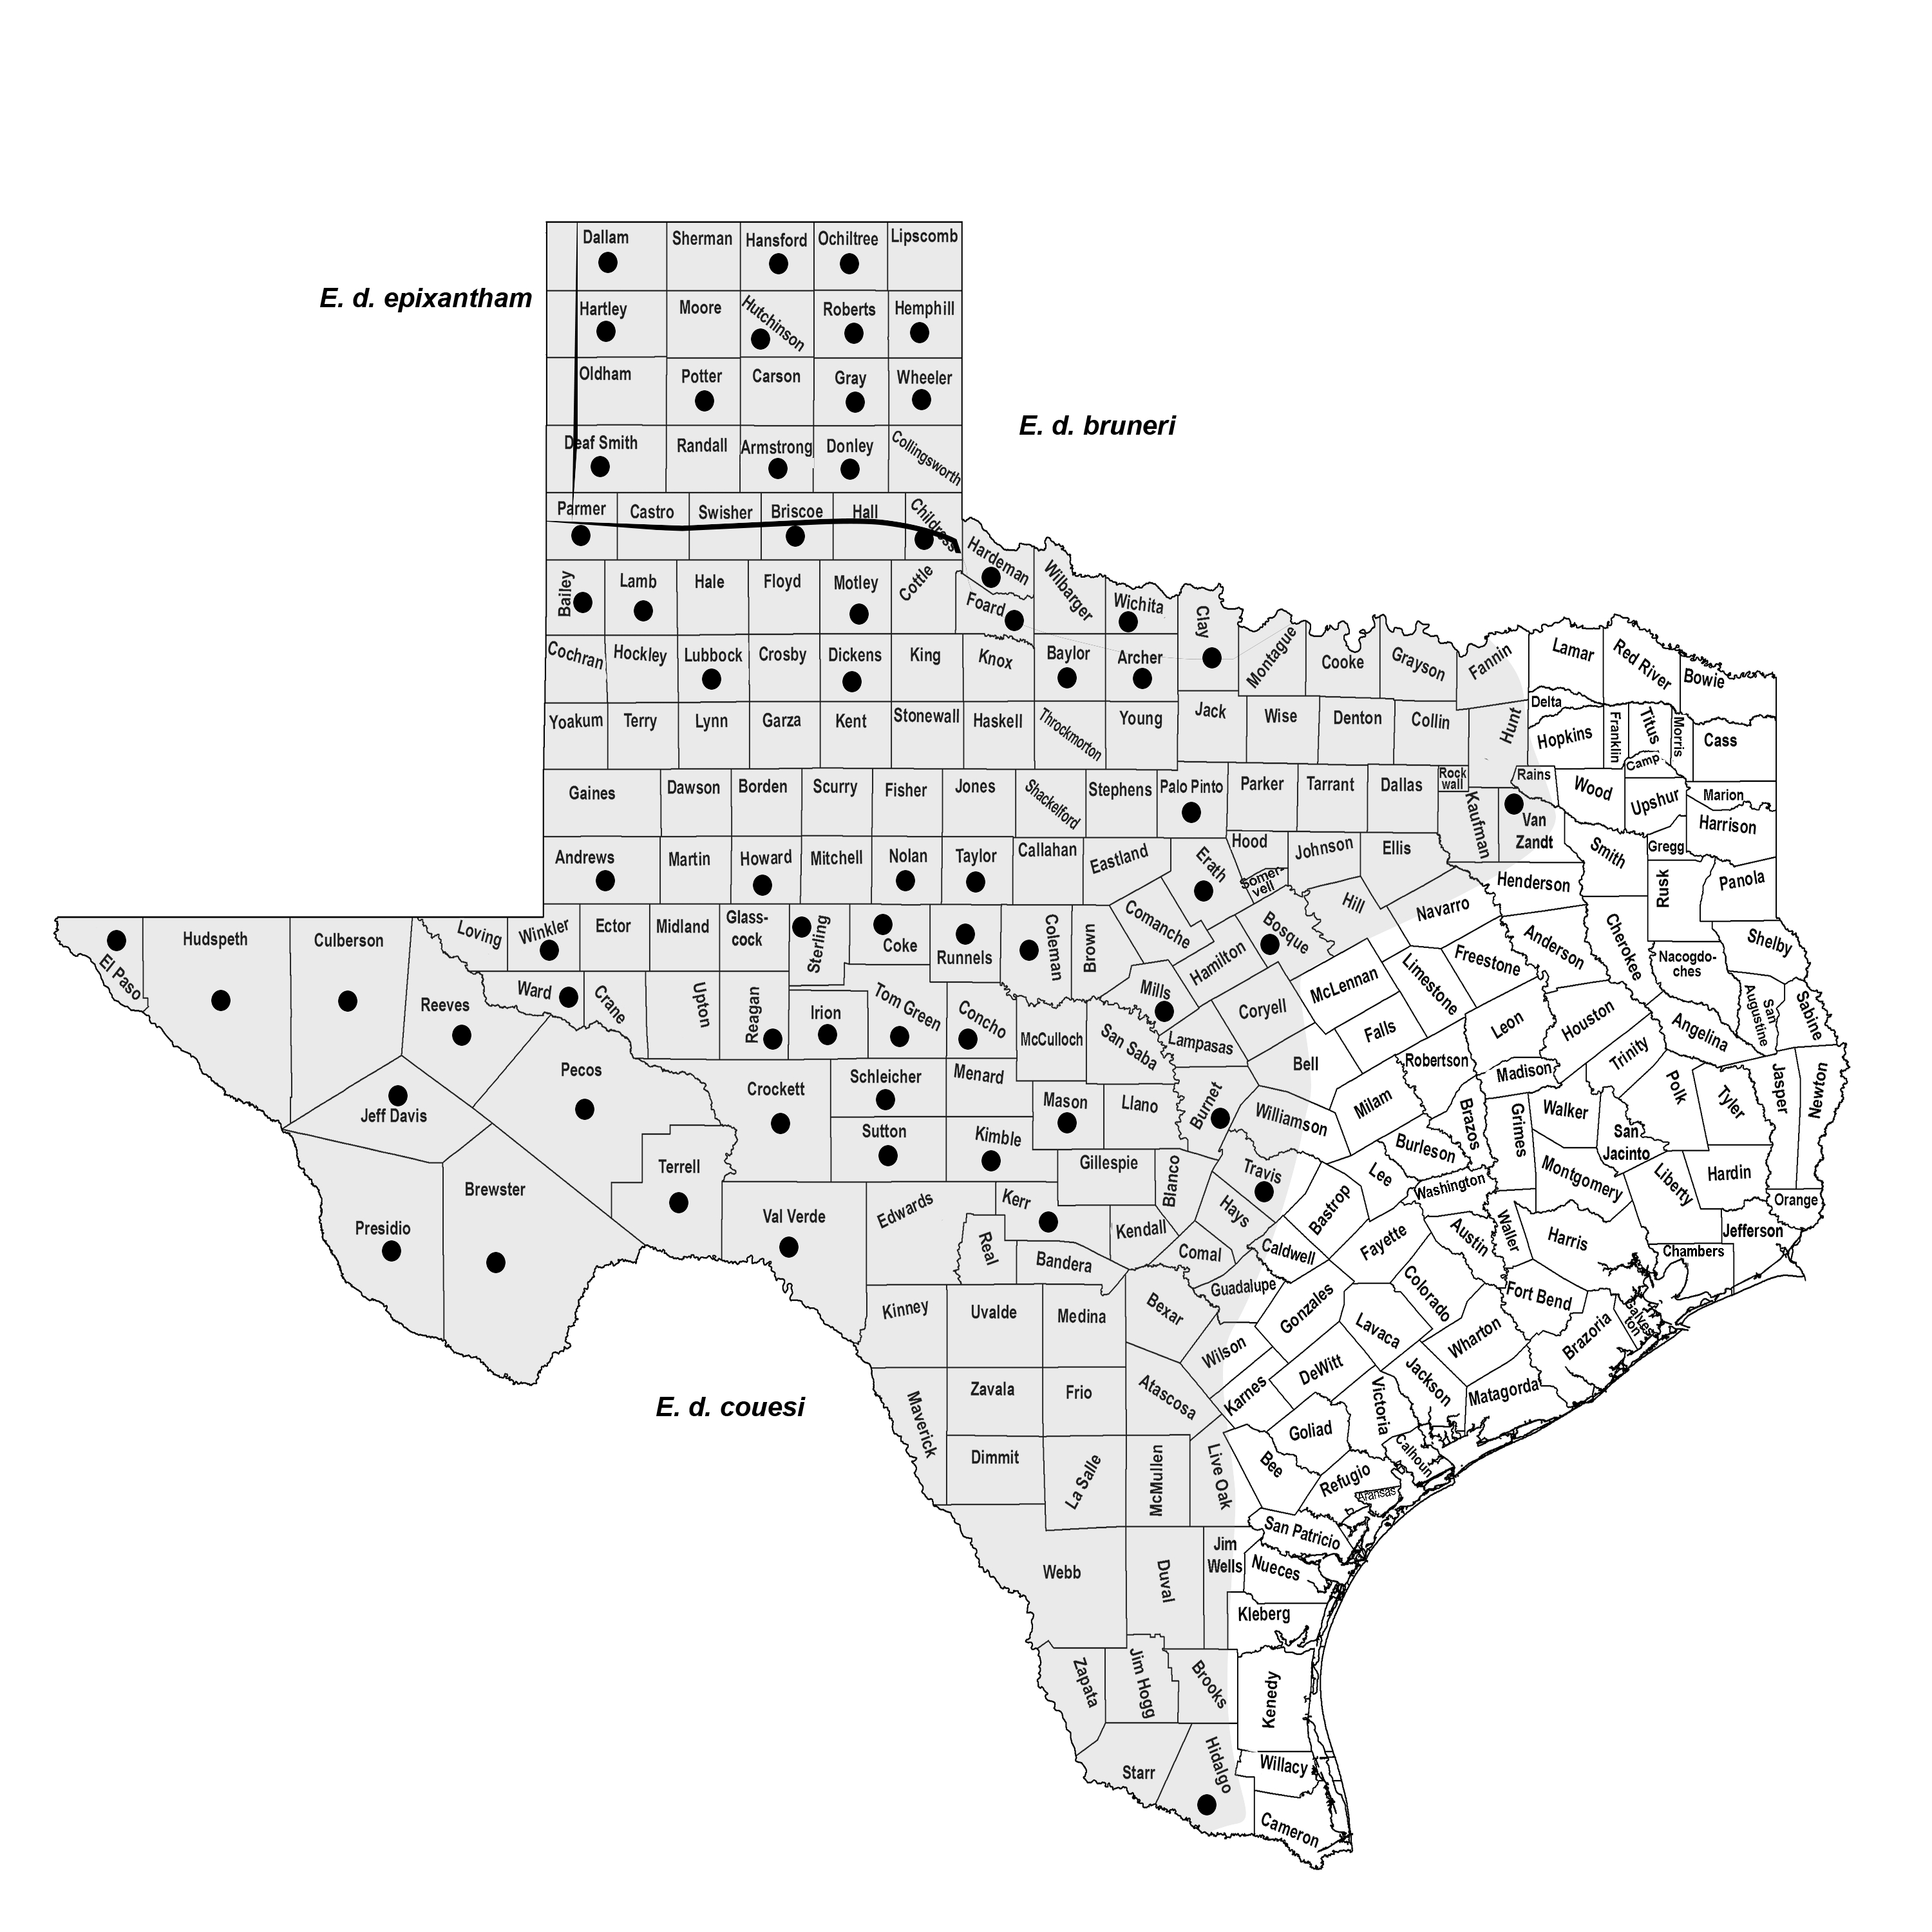 Dallam
Sherman
Hansford
Ochiltree
Lipscomb
E. d. epixantham
Hartley
Moore
Hutchinson
Roberts
Hemphill
Oldham
Potter
Carson
Gray
Wheeler
E. d. bruneri
Deaf Smith
Randall
Armstrong
Donley
Collingsworth
Parmer
Castro
Swisher
Briscoe
Hall
Childress
Hardeman
Bailey
Lamb
Hale
Floyd
Motley
Cottle
Foard
Wilbarger
Wichita
Clay
Montague
Cooke
Grayson
Fannin
Lamar
Red River
Bowie
Cochran
Hockley
Lubbock
Crosby
Dickens
King
Knox
Baylor
Archer
Yoakum
Terry
Lynn
Garza
Kent
Stonewall
Haskell
Throckmorton
Young
Jack
Wise
Denton
Collin
Hunt
Delta
Hopkins
Franklin
Titus
Morris
Cass
Camp
Gaines
Dawson
Borden
Scurry
Fisher
Jones
Shackelford
Stephens
Palo Pinto
Parker
Tarrant
Dallas
Rock
wall
Kaufman
Rains
Van
Zandt
Wood
Upshur
Marion
Harrison
Andrews
Martin
Howard
Mitchell
Nolan
Taylor
Callahan
Eastland
Erath
Hood
Somer-
vell
Johnson
Ellis
Henderson
Smith
Gregg
Rusk
Panola
El Paso
Hudspeth
Culberson
Loving
Winkler
Ector
Midland
Glass-
cock
Sterling
Coke
Runnels
Coleman
Brown
Comanche
Hamilton
Bosque
Hill
Navarro
Freestone
Anderson
Cherokee
Nacogdo-
ches
Shelby
Reeves
Ward
Crane
Upton
Reagan
Irion
Tom Green
Concho
McCulloch
San Saba
Mills
Lampasas
Coryell
McLennan
Limestone
Falls
Bell
Robertson
Leon
Houston
Madison
Trinity
Angelina
San
Augustine
Sabine
Jeff Davis
Pecos
Crockett
Schleicher
Menard
Mason
Llano
Burnet
Williamson
Milam
Brazos
Grimes
Walker
San
Jacinto
Polk
Tyler
Jasper
Newton
Presidio
Brewster
Terrell
Val Verde
Sutton
Kimble
Gillespie
Blanco
Travis
Hays
Bastrop
Lee
Burleson
Washington
Montgomery
Liberty
Hardin
Orange
Edwards
Kerr
Real
Bandera
Kendall
Comal
Caldwell
Guadalupe
Fayette
Austin
Waller
Harris
Chambers
Jefferson
Kinney
Uvalde
Medina
Bexar
Wilson
Gonzales
Lavaca
Colorado
Wharton
Fort Bend
Brazoria
Galves
ton
E. d. couesi
Maverick
Zavala
Frio
Atascosa
Karnes
DeWitt
Victoria
Jackson
Matagorda
Dimmit
La Salle
McMullen
Live Oak
Bee
Goliad
Refugio
Calhoun
Aransas
San Patricio
Webb
Duval
Jim
Wells
Nueces
Kleberg
Zapata
Jim Hogg
Brooks
Kenedy
Starr
Hidalgo
Willacy
Cameron